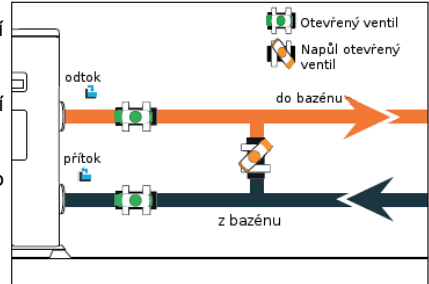 Otevřený ventil
Napůl otevřený
ventil
odtok
do bazénu
přítok
z bazénu